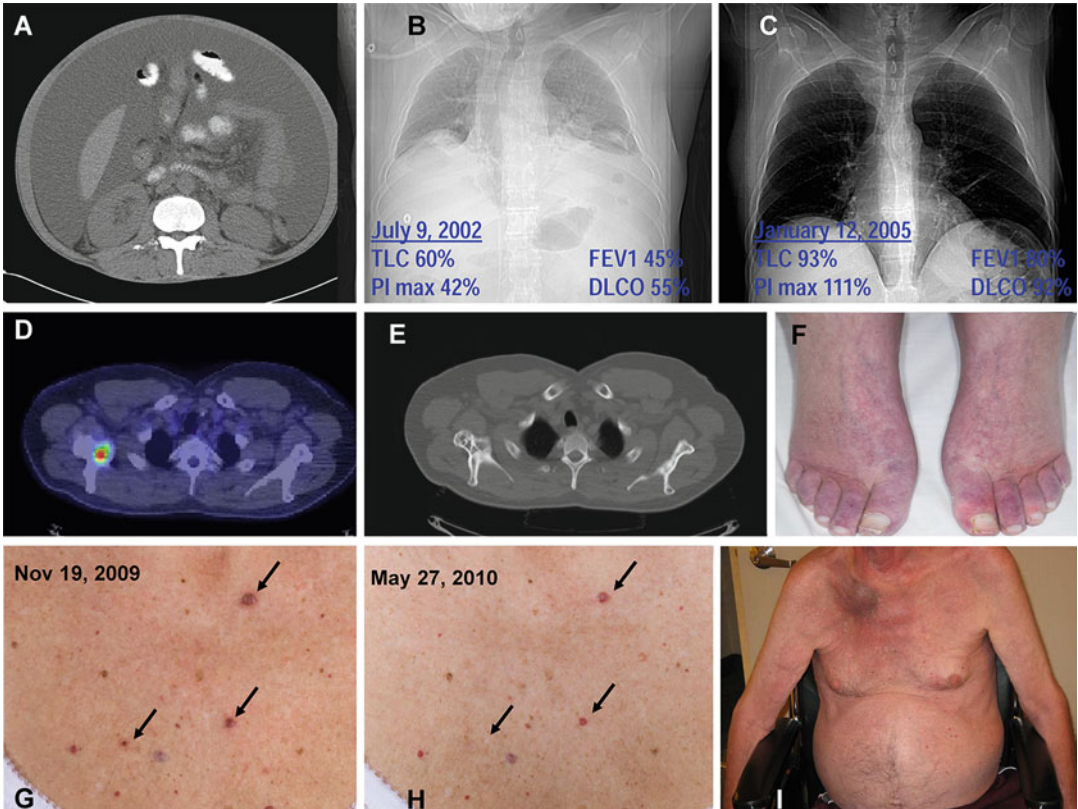 A
B
C
July 9, 2002
TLC 60% FEV1 45%
PI max 42% DLCO 55%
January 12, 2005
TLC 93% FEV1 80%
PI max 111% DLCO 92%
D
E
F
Nov 19, 2009
May 27, 2010
G
H
I